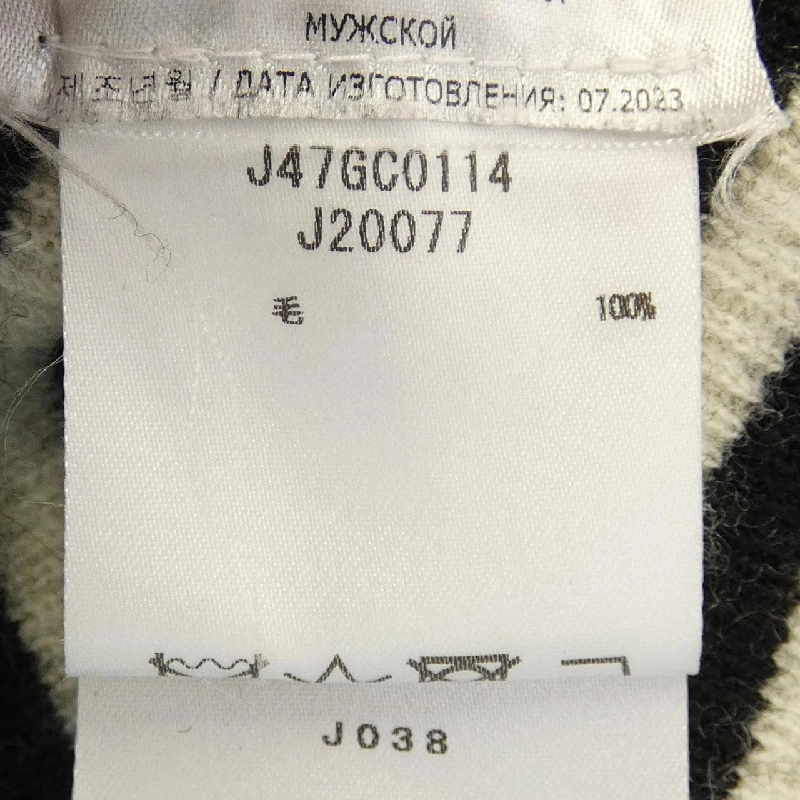 МУЖСКОЙ
제조년월 / ДАТА ИЗГОТОВЛЕНИЯ: 07.2023
J47GC0114
J20077
毛 100%
J038